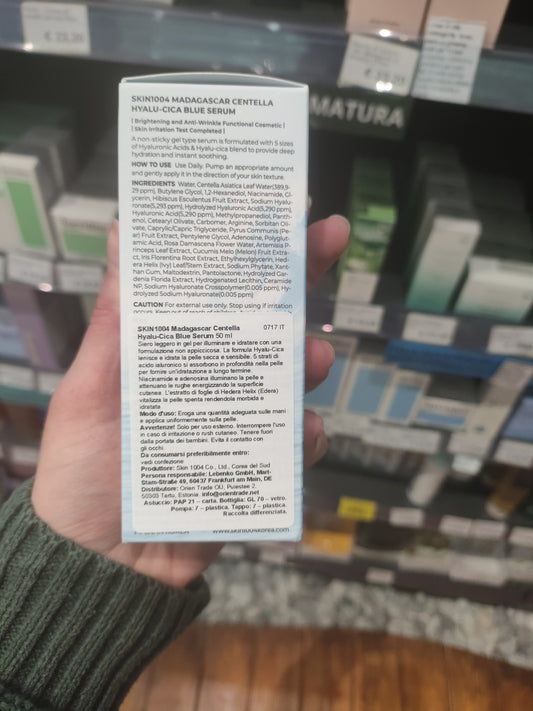 SKIN1004 MADAGASCAR CENTELLA
HYALU-CICA BLUE SERUM
| Brightening and Anti-Wrinkle Functional Cosmetic |
| Skin Irritation Test Completed |
A non-sticky gel type serum is formulated with 5 sizes
of Hyaluronic Acids & Hyalu-cica blend to provide deep
hydration and instant soothing.
HOW TO USE Use Daily. Pump an appropriate amount
and gently apply it in the direction of your skin texture.
INGREDIENTS Water, Centella Asiatica Leaf Water(389,9-
29 ppm), Butylene Glycol, 1,2-Hexanediol, Niacinamide, Gl-
ycerin, Hibiscus Esculentus Fruit Extract, Sodium Hyalu-
ronate(5,293 ppm), Hydrolyzed Hyaluronic Acid(5,290 ppm),
Hyaluronic Acid(5,290 ppm), Methylpropanediol, Panth-
enol, Cetearyl Olivate, Carbomer, Arginine, Sorbitan Oli-
vate, Caprylic/Capric Triglyceride, Pyrus Communis (Pe-
ar) Fruit Extract, Pentylene Glycol, Adenosine, Polyglut-
amic Acid, Rosa Damascena Flower Water, Artemisia P-
rinceps Leaf Extract, Cucumis Melo (Melon) Fruit Extra-
ct, Iris Florentina Root Extract, Ethylhexylglycerin, Hed-
era Helix (Ivy) Leaf/Stem Extract, Sodium Phytate, Xan-
than Gum, Maltodextrin, Pantolactone, Hydrolyzed Gar-
denia Florida Extract, Hydrogenated Lecithin, Ceramide
NP, Sodium Hyaluronate Crosspolymer(0.005 ppm), Hy-
drolyzed Sodium Hyaluronate(0.005 ppm)
CAUTION For external use only. Stop using if irritation
SKIN1004 Madagascar Centella 0717 IT
Hyalu-Cica Blue Serum 50 ml
Siero leggero in gel per illuminare e idratare con una
formulazione non appiccicosa. La formula Hyalu-Cica
lenisce e idrata la pelle secca e sensibile. 5 strati di
acido ialuronico si assorbono in profondità nella pelle
per fornire un'idratazione a lungo termine.
Niacinamide e adenosina illuminano la pelle e
attenuano le rughe energizzando la superficie
cutanea. L'estratto di foglie di Hedera Helix (Edera)
vitalizza la pelle spenta rendendola morbida e
idratata.
Modo d'uso: Eroga una quantità adeguata sulle mani
e applica uniformemente sulla pelle.
Avvertenze: Solo per uso esterno. Interrompere l'uso
in caso di irritazione o rush cutaneo. Tenere fuori
dalla portata dei bambini. Evita il contatto con
gli occhi.
Da consumarsi preferibilmente entro:
vedi confezione
Produttore: Skin 1004 Co., Ltd., Corea del Sud
Persona responsabile: Lebenko GmbH, Mart-
Stam-Straße 49, 60437 Frankfurt am Main, DE
Distributore: Orien Trade OU, Puiestee 2,
50303 Tartu, Estonia, info@orientrade.net
Astuccio: PAP 21 – carta. Bottiglia: GL 70 – vetro.
Pompa: 7 – plastica. Tappo: 7 – plastica.
Raccolta differenziata.
www.skin1004korea.com
MATURA